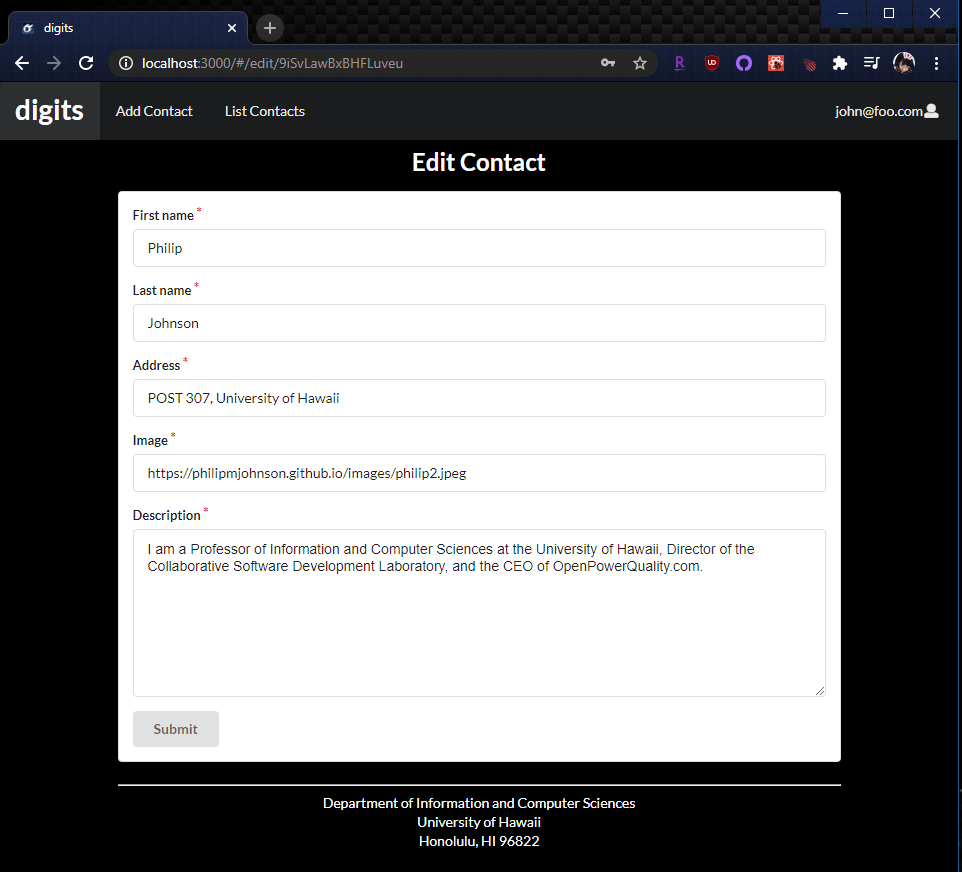 digits
localhost:3000/#/edit/9iSvLawBxBHFLuveu
R
UD
digits
Add Contact
List Contacts
john@foo.com
Edit Contact
First name *
Philip
Last name *
Johnson
Address *
POST 307, University of Hawaii
Image *
https://philipmjohnson.github.io/images/philip2.jpeg
Description *
I am a Professor of Information and Computer Sciences at the University of Hawaii, Director of the
Collaborative Software Development Laboratory, and the CEO of OpenPowerQuality.com.
Submit
Department of Information and Computer Sciences
University of Hawaii
Honolulu, HI 96822